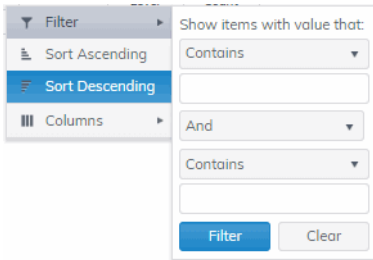 Filter
Sort Ascending
Sort Descending
Columns
Show items with value that:
Contains
And
Contains
Filter
Clear